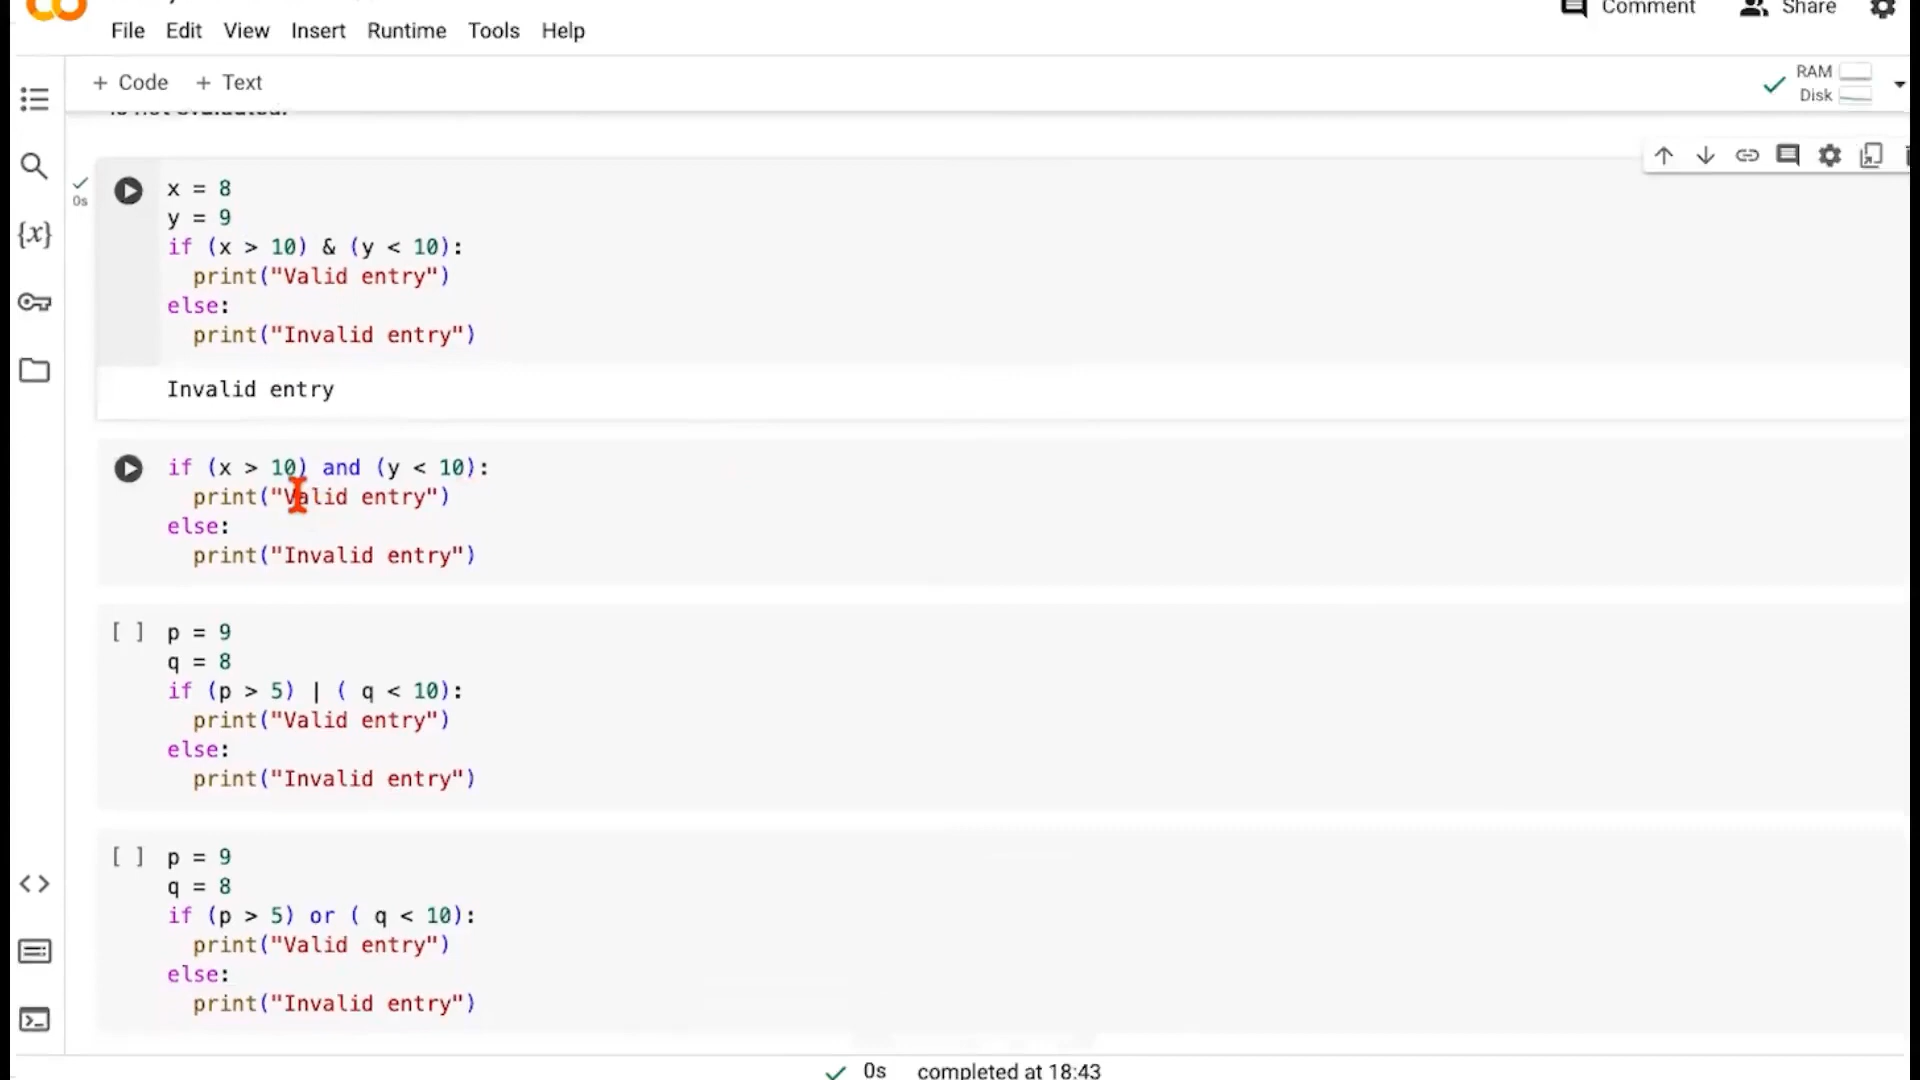 Comment
Share
File Edit View Insert Runtime Tools Help
+ Code + Text
RAM
Disk
is not evaluated.
0s
x = 8
y = 9
if (x > 10) & (y < 10):
  print("Valid entry")
else:
  print("Invalid entry")
Invalid entry
if (x > 10) and (y < 10):
  print("Valid entry")
else:
  print("Invalid entry")
[ ] p = 9
q = 8
if (p > 5) | ( q < 10):
  print("Valid entry")
else:
  print("Invalid entry")
[ ] p = 9
q = 8
if (p > 5) or ( q < 10):
  print("Valid entry")
else:
  print("Invalid entry")
{x}
0s completed at 18:43